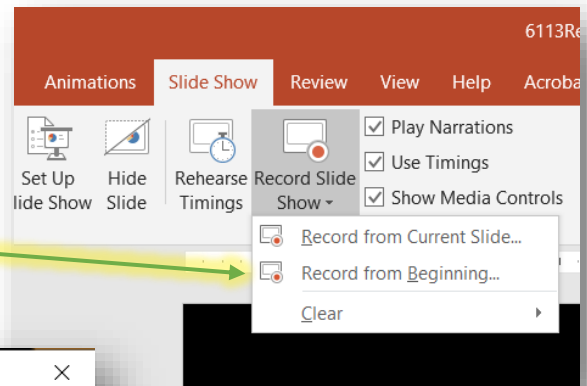 6113Re
Animations Slide Show Review View Help Acroba
Set Up Hide Rehearse Record Slide
lide Show Slide Timings Show
Play Narrations
Use Timings
Show Media Controls
Record from Current Slide...
Record from Beginning...
Clear